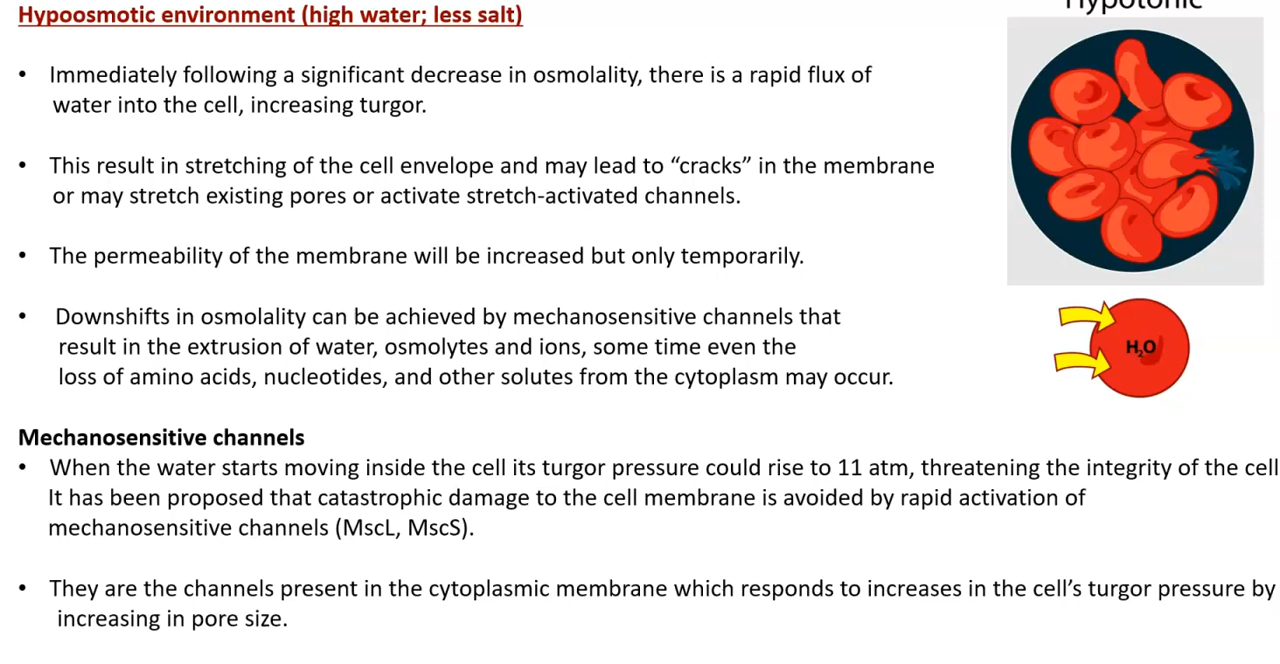 Hypotonic
Hypoosmotic environment (high water; less salt)
• Immediately following a significant decrease in osmolality, there is a rapid flux of
water into the cell, increasing turgor.
• This result in stretching of the cell envelope and may lead to “cracks” in the membrane
or may stretch existing pores or activate stretch-activated channels.
• The permeability of the membrane will be increased but only temporarily.
• Downshifts in osmolality can be achieved by mechanosensitive channels that
result in the extrusion of water, osmolytes and ions, some time even the
loss of amino acids, nucleotides, and other solutes from the cytoplasm may occur.
H₂O
Mechanosensitive channels
• When the water starts moving inside the cell its turgor pressure could rise to 11 atm, threatening the integrity of the cell
It has been proposed that catastrophic damage to the cell membrane is avoided by rapid activation of
mechanosensitive channels (MscL, MscS).
• They are the channels present in the cytoplasmic membrane which responds to increases in the cell’s turgor pressure by
increasing in pore size.